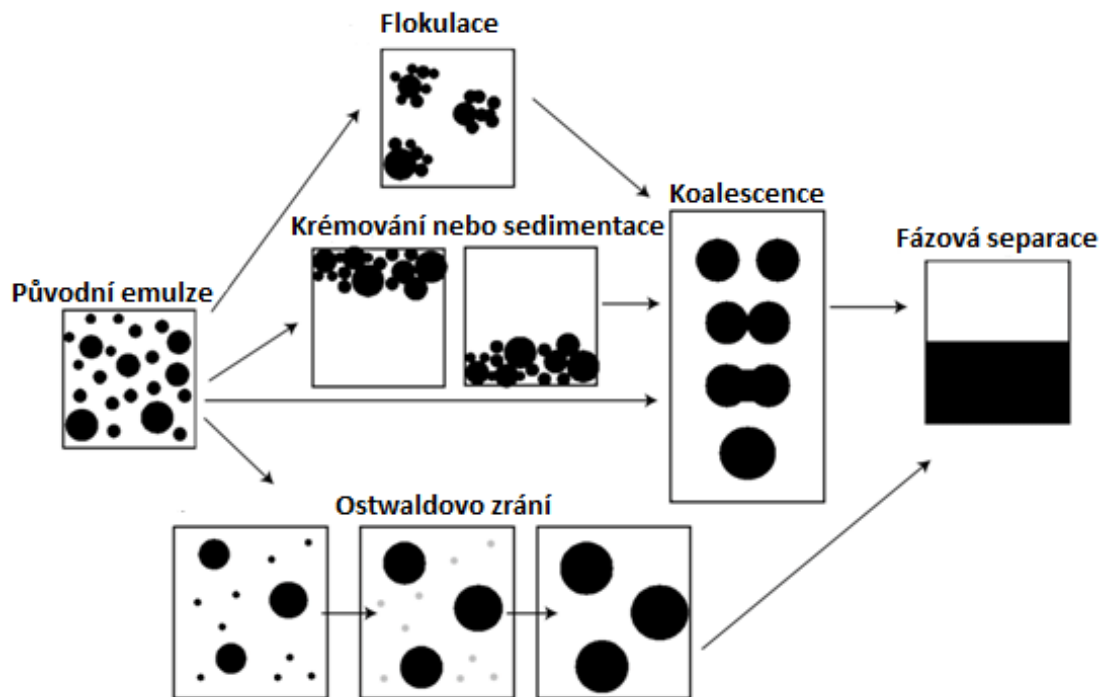 Flokulace
Koalescence
Krémování nebo sedimentace
Fázová separace
Původní emulze
Ostwaldovo zrání